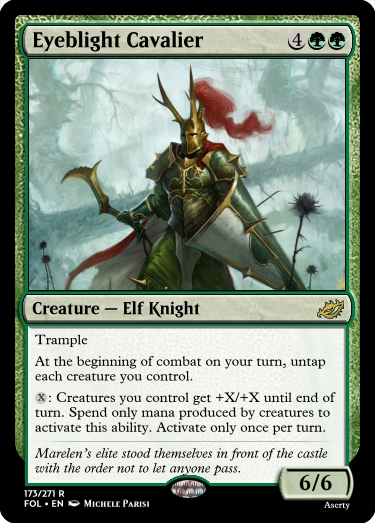 Eyeblight Cavalier 4
Creature — Elf Knight
Trample
At the beginning of combat on your turn, untap
each creature you control.
X: Creatures you control get +X/+X until end of
turn. Spend only mana produced by creatures to
activate this ability. Activate only once per turn.
Marelen's elite stood themselves in front of the castle
with the order not to let anyone pass.
6/6
173/271 R
FOL • EN Michele Parisi
Aserty